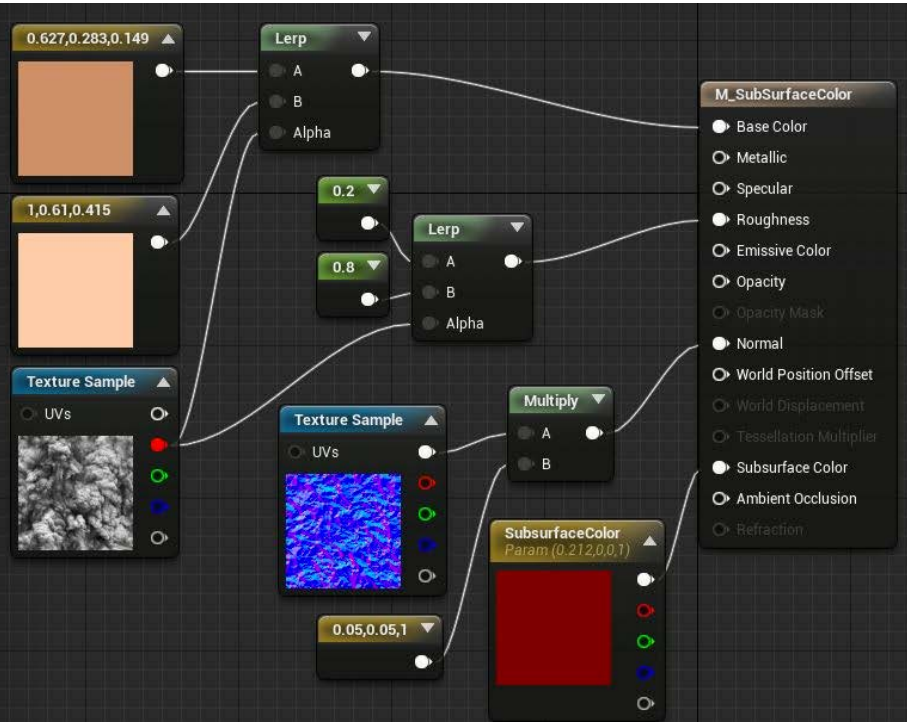 0.627,0.283,0.149
1,0.61,0.415
Texture Sample
UVs
Lerp
A
B
Alpha
0.2
0.8
Lerp
A
B
Alpha
Texture Sample
UVs
0.05,0.05,1
Multiply
A
B
SubsurfaceColor
Param (0.212,0,0,1)
M_SubSurfaceColor
Base Color
Metallic
Specular
Roughness
Emissive Color
Opacity
Opacity Mask
Normal
World Position Offset
World Displacement
Tessellation Multiplier
Subsurface Color
Ambient Occlusion
Refraction